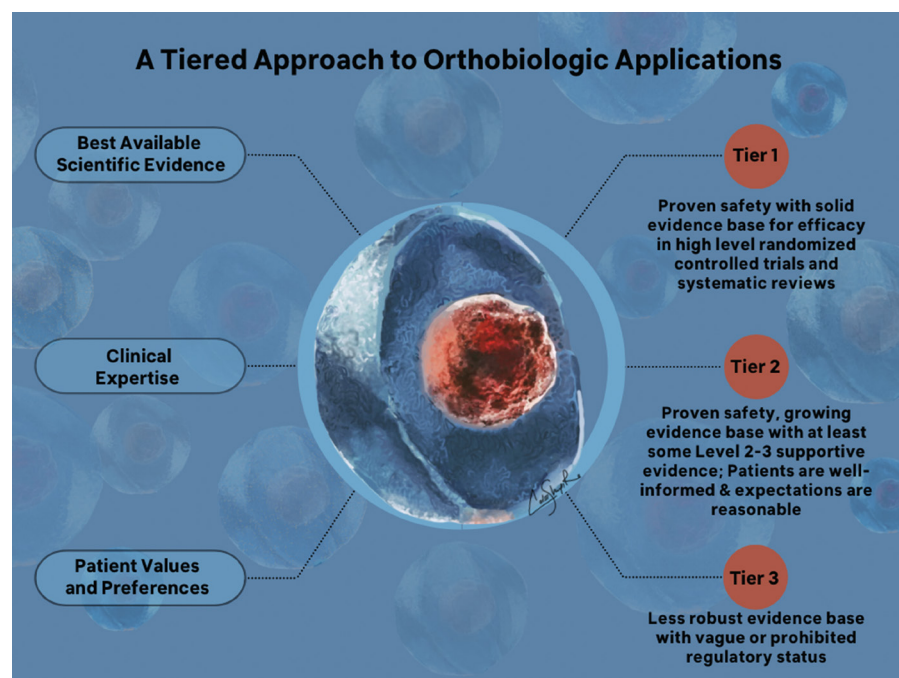 A Tiered Approach to Orthobiologic Applications
Best Available
Scientific Evidence
Clinical
Expertise
Patient Values
and Preferences
Tier 1
Proven safety with solid
evidence base for efficacy
in high level randomized
controlled trials and
systematic reviews
Tier 2
Proven safety, growing
evidence base with at least
some Level 2-3 supportive
evidence; Patients are well-
informed & expectations are
reasonable
Tier 3
Less robust evidence base
with vague or prohibited
regulatory status